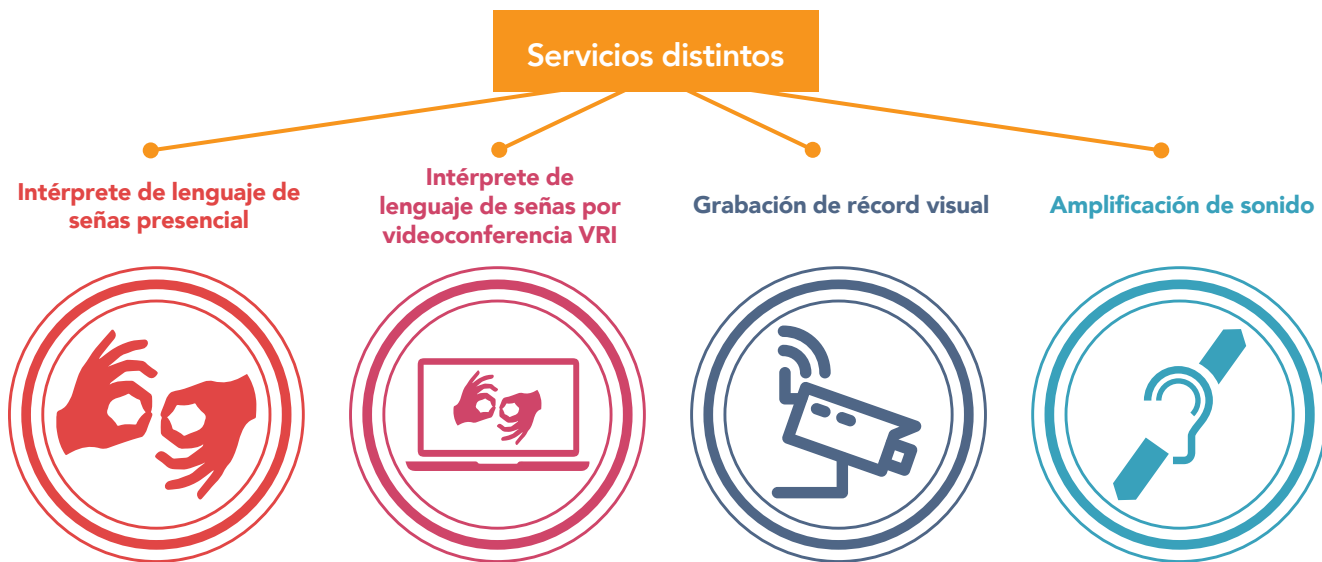 Servicios distintos
Intérprete de lenguaje de
señas presencial
Intérprete de
lenguaje de señas por
videoconferencia VRI
Grabación de récord visual
Amplificación de sonido